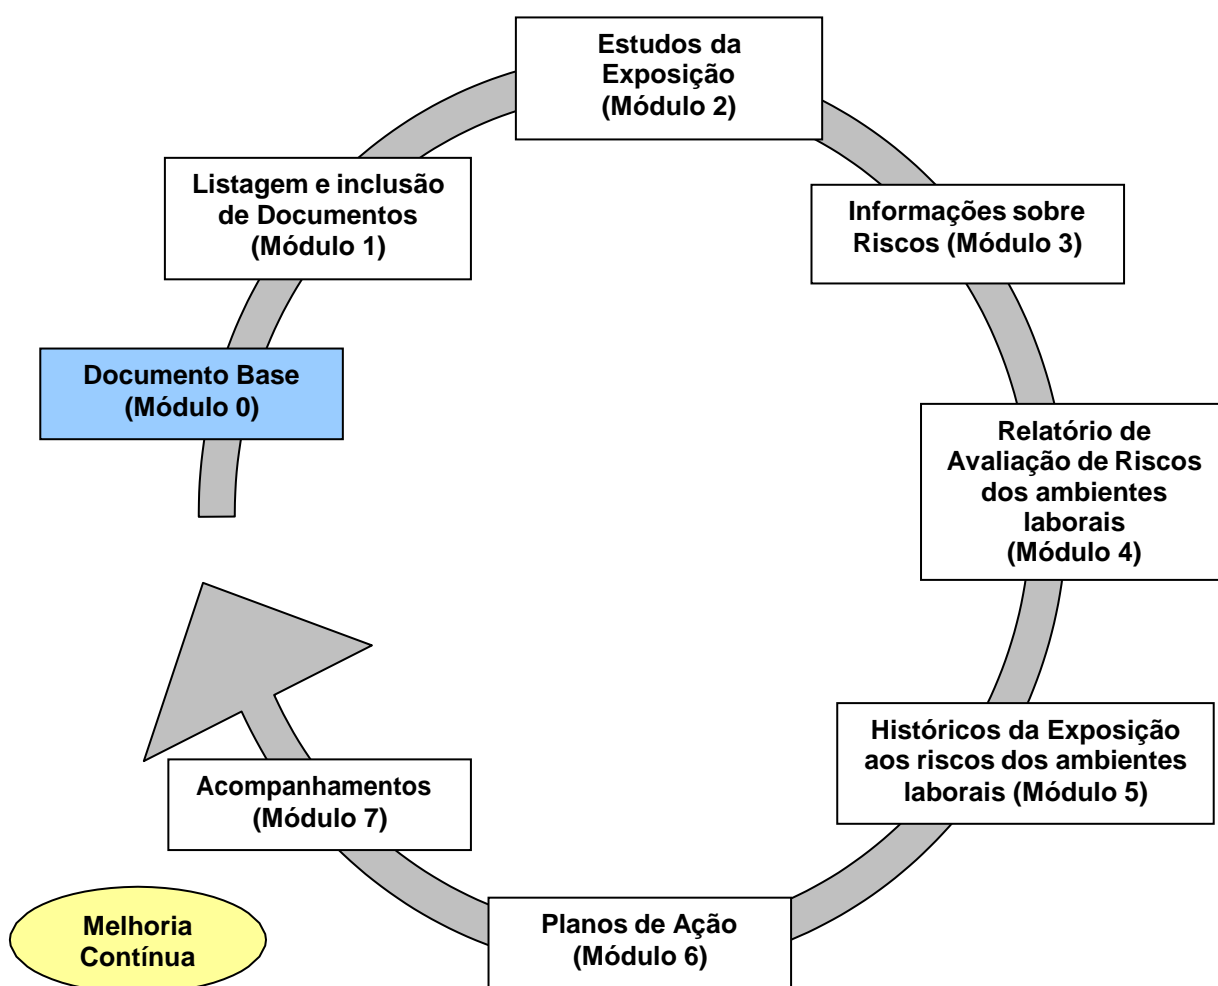 Estudos da
Exposição
(Módulo 2)
Listagem e inclusão
de Documentos
(Módulo 1)
Informações sobre
Riscos (Módulo 3)
Documento Base
(Módulo 0)
Relatório de
Avaliação de Riscos
dos ambientes
laborais
(Módulo 4)
Históricos da Exposição
aos riscos dos ambientes
laborais (Módulo 5)
Acompanhamentos
(Módulo 7)
Planos de Ação
(Módulo 6)
Melhoria
Contínua